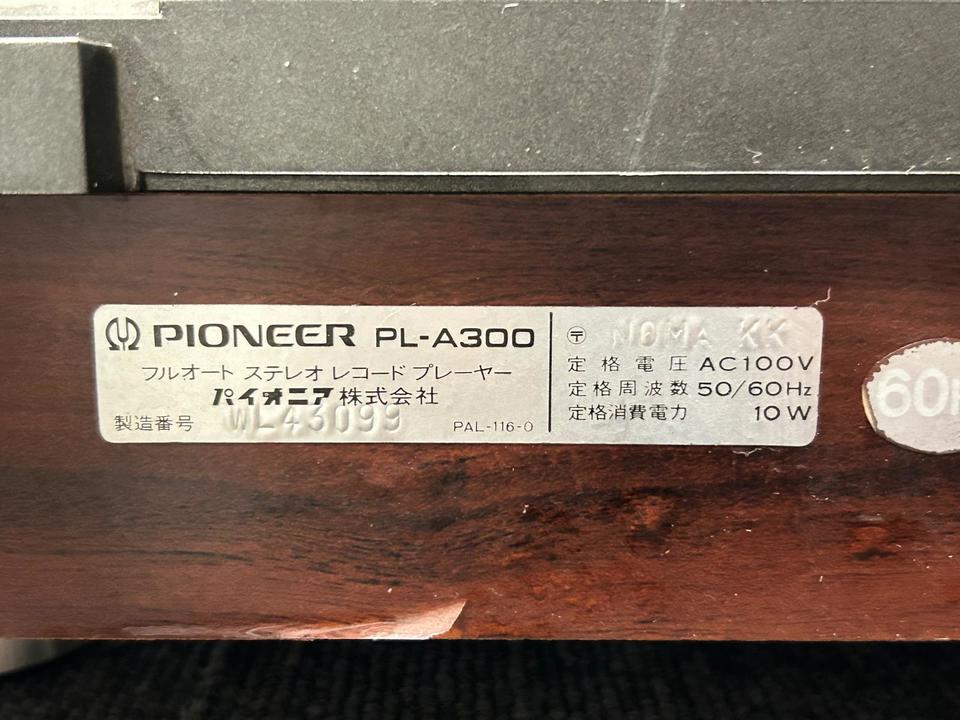 PIONEER PL-A300
フルオート ステレオ レコード プレーヤー
パイオニア株式会社
製造番号 WL43099
PAL-116-0
〒 NOMA KK
定格電圧 AC100V
定格周波数 50/60Hz
定格消費電力 10W
60H